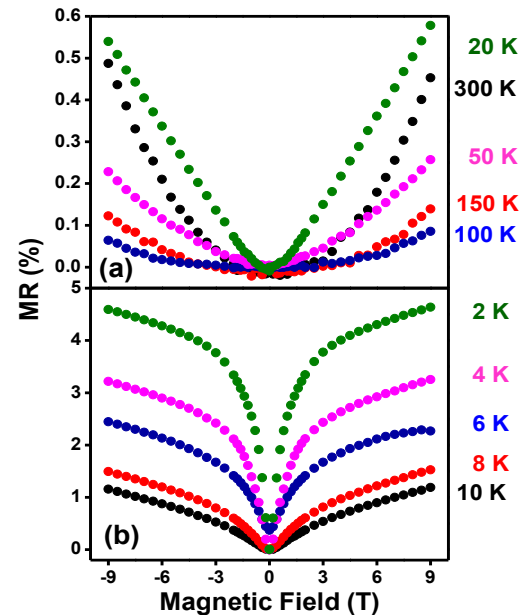 0.6
0.5
0.4
0.3
0.2
0.1
0.0
(a)
20 K
300 K
50 K
150 K
100 K
MR (%)
5
4
3
2
1
0
(b)
2 K
4 K
6 K
8 K
10 K
-9 -6 -3 0 3 6 9
Magnetic Field (T)